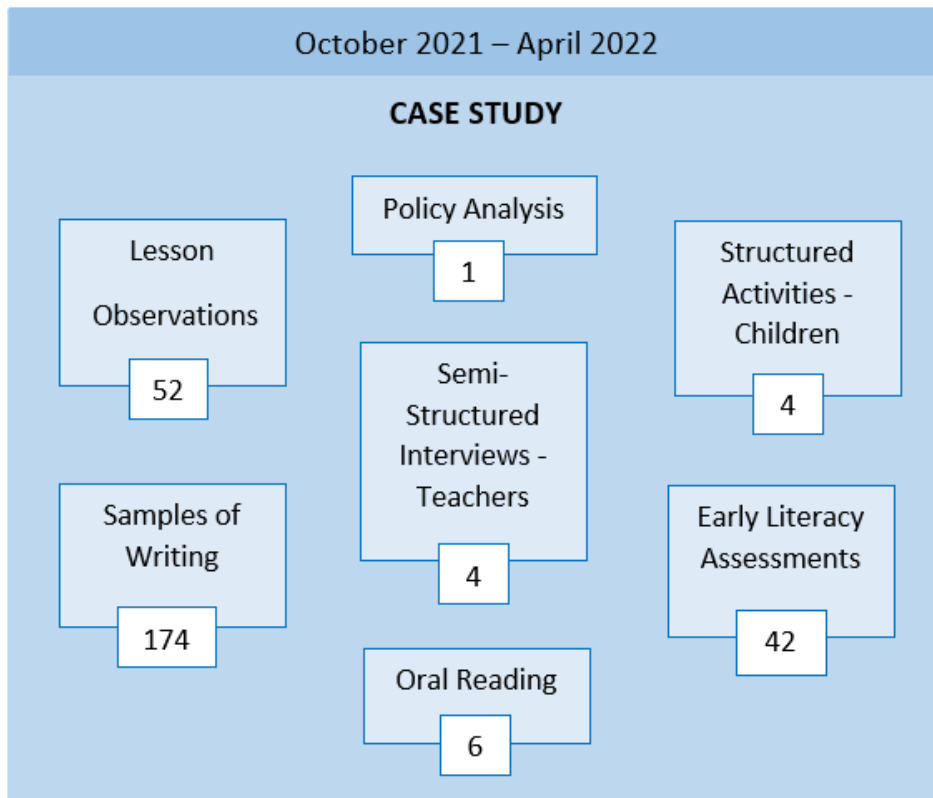 October 2021 – April 2022
CASE STUDY
Lesson
Observations
52
Policy Analysis
1
Structured
Activities -
Children
4
Semi-
Structured
Interviews -
Teachers
4
Samples of
Writing
174
Early Literacy
Assessments
42
Oral Reading
6